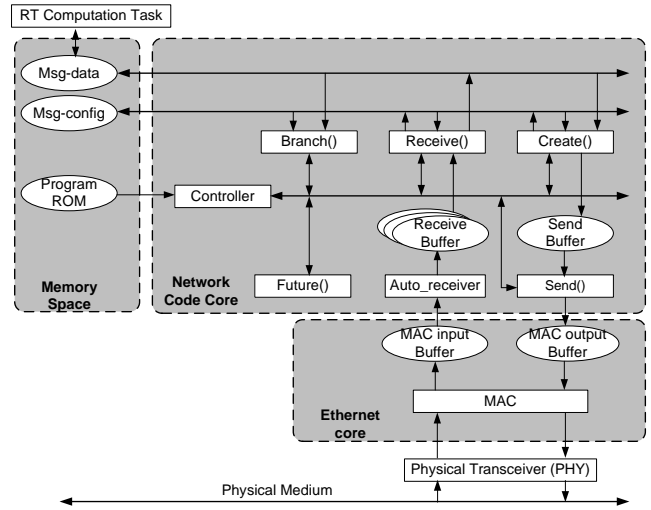 RT Computation Task
Msg-data
Msg-config
Branch()
Receive()
Create()
Program
ROM
Controller
Receive
Buffer
Send
Buffer
Memory
Space
Network
Code Core
Future()
Auto_receiver
Send()
MAC input
Buffer
MAC output
Buffer
MAC
Ethernet
core
Physical Transceiver (PHY)
Physical Medium